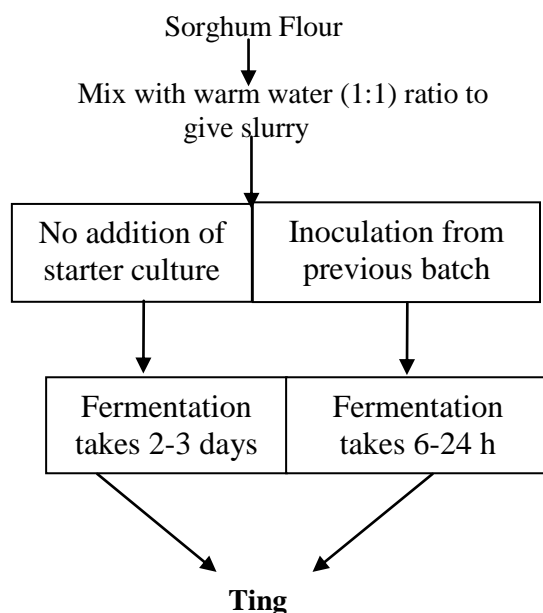 Sorghum Flour
Mix with warm water (1:1) ratio to
give slurry
No addition of
starter culture
Inoculation from
previous batch
Fermentation
takes 2-3 days
Fermentation
takes 6-24 h
Ting